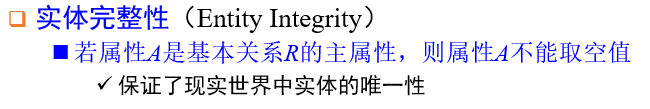 实体完整性（Entity Integrity）
若属性A是基本关系R的主属性，则属性A不能取空值
保证了现实世界中实体的唯一性